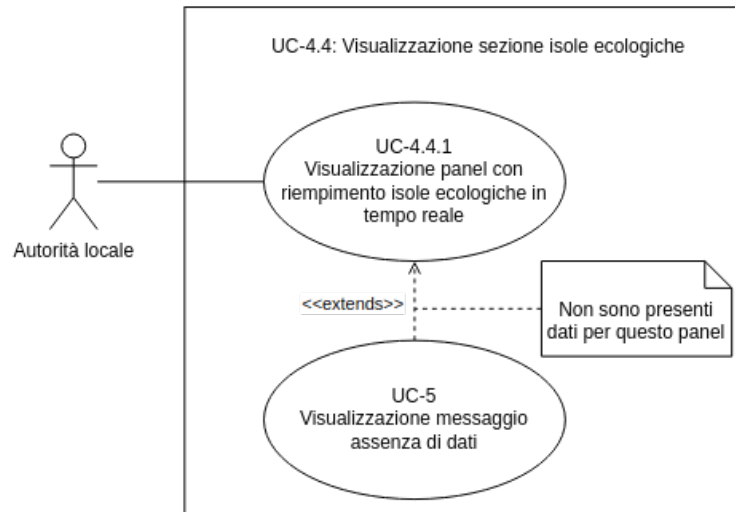 UC-4.4: Visualizzazione sezione isole ecologiche
UC-4.4.1
Visualizzazione panel con
riempimento isole ecologiche in
tempo reale
Autorità locale
<<extends>>
Non sono presenti
dati per questo panel
UC-5
Visualizzazione messaggio
assenza di dati